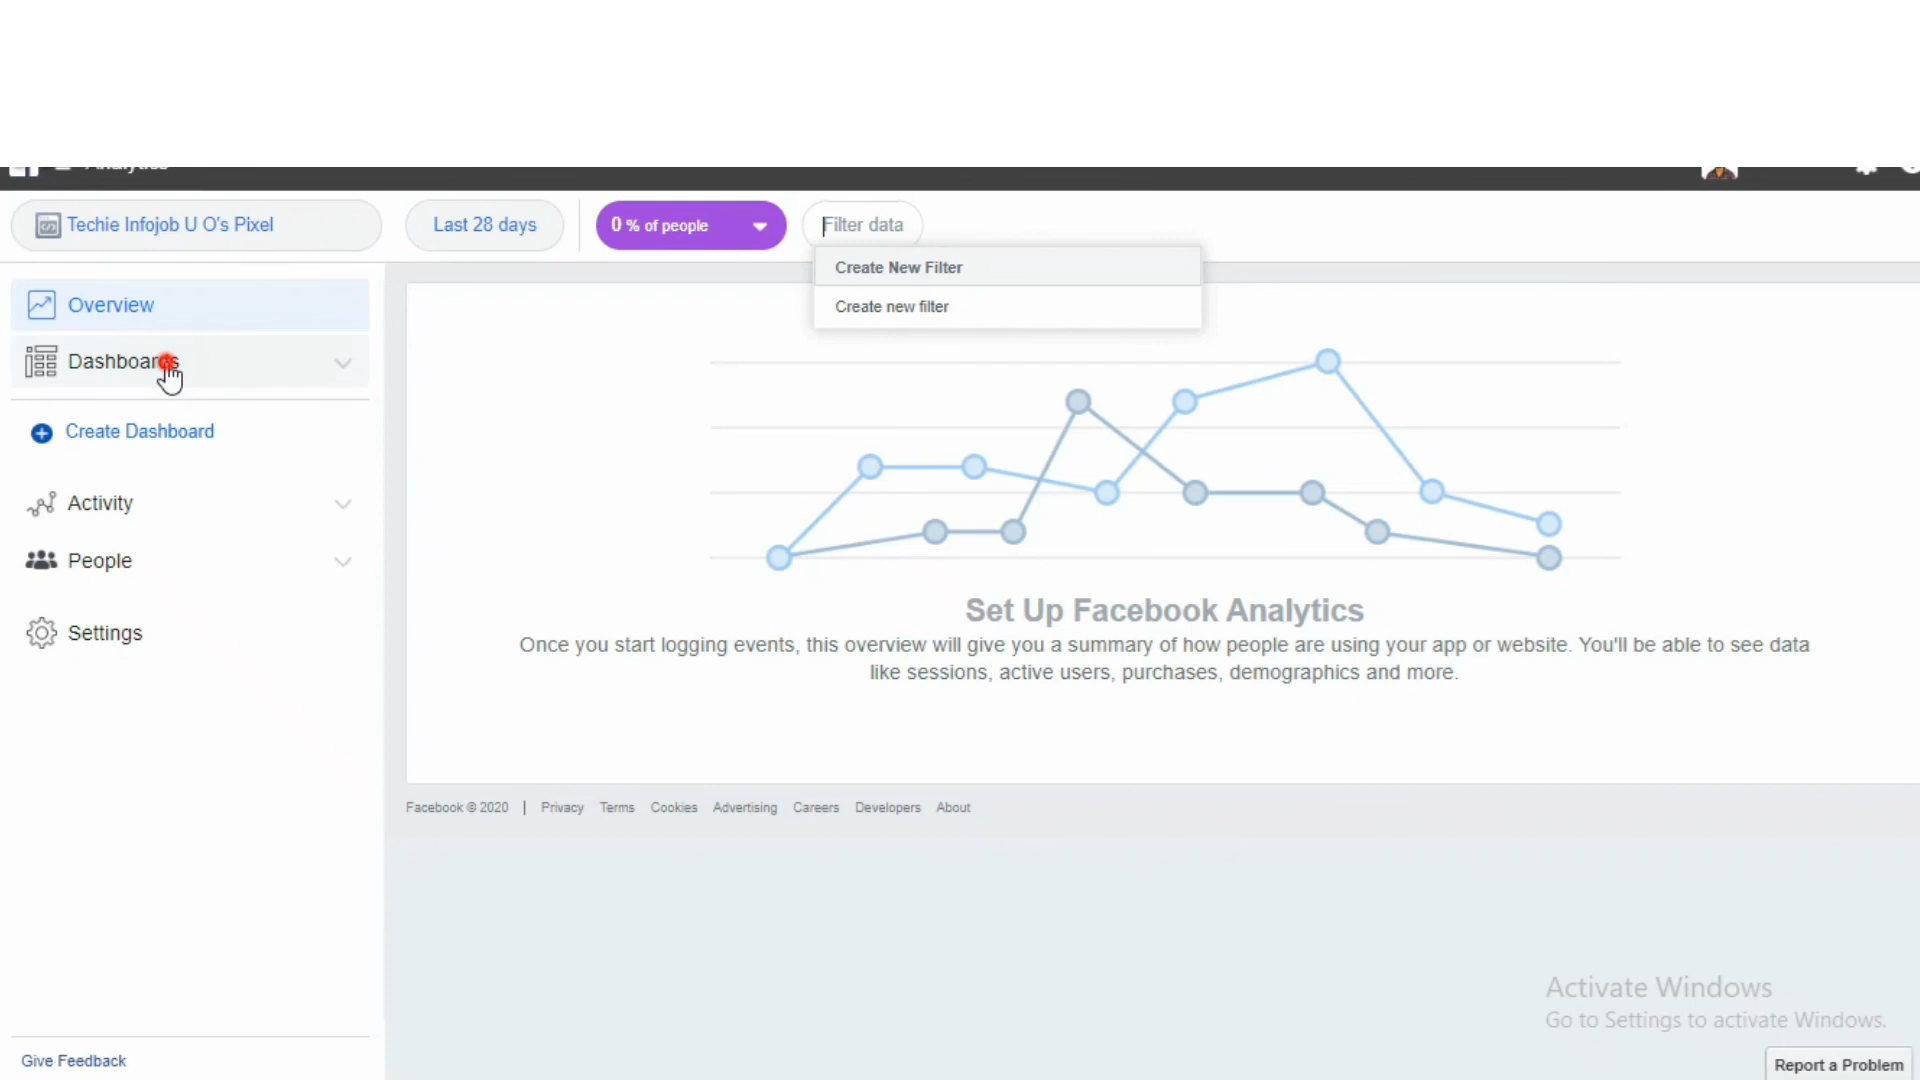 Analytics
Techie Infojob U O's Pixel
Last 28 days
0 % of people
Filter data
Create New Filter
Create new filter
Overview
Dashboards
Create Dashboard
Activity
People
Settings
Set Up Facebook Analytics
Once you start logging events, this overview will give you a summary of how people are using your app or website. You'll be able to see data
like sessions, active users, purchases, demographics and more.
Facebook © 2020 | Privacy Terms Cookies Advertising Careers Developers About
Activate Windows
Go to Settings to activate Windows.
Give Feedback
Report a Problem